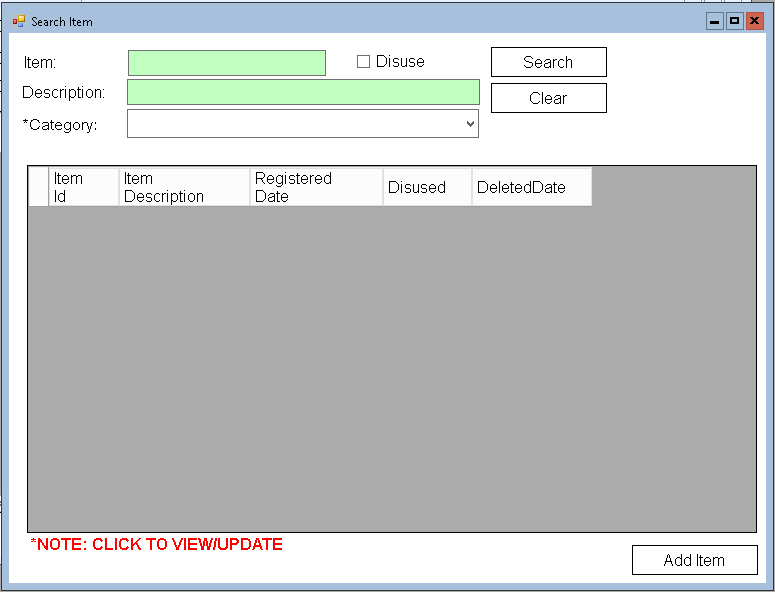 Search Item
Item:
Disuse
Search
Description:
Clear
*Category:
Item
Id
Item
Description
Registered
Date
Disused
DeletedDate
*NOTE: CLICK TO VIEW/UPDATE
Add Item